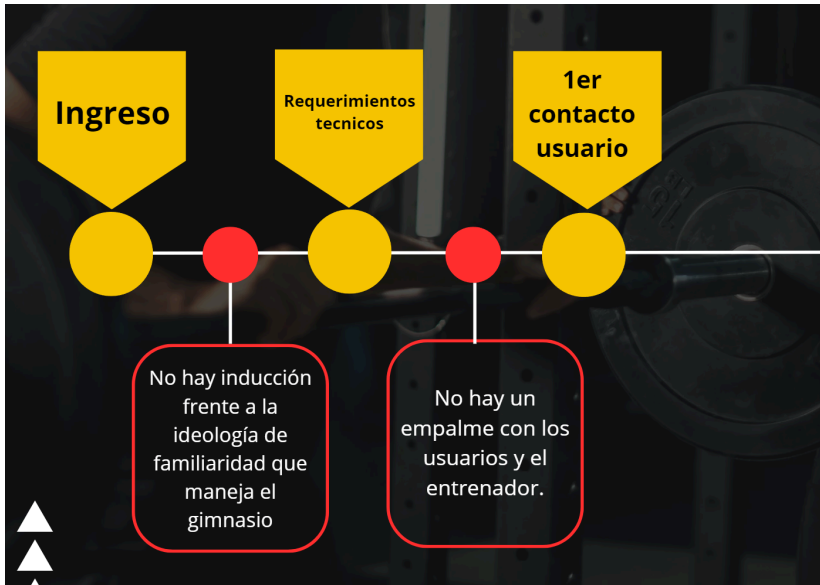 Ingreso
Requerimientos
tecnicos
1er
contacto
usuario
No hay inducción
frente a la
ideología de
familiaridad que
maneja el
gimnasio
No hay un
empalme con los
usuarios y el
entrenador.